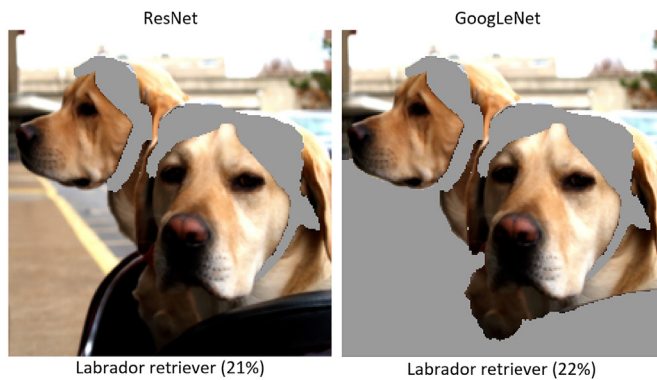 ResNet
GoogLeNet
Labrador retriever (21%)
Labrador retriever (22%)